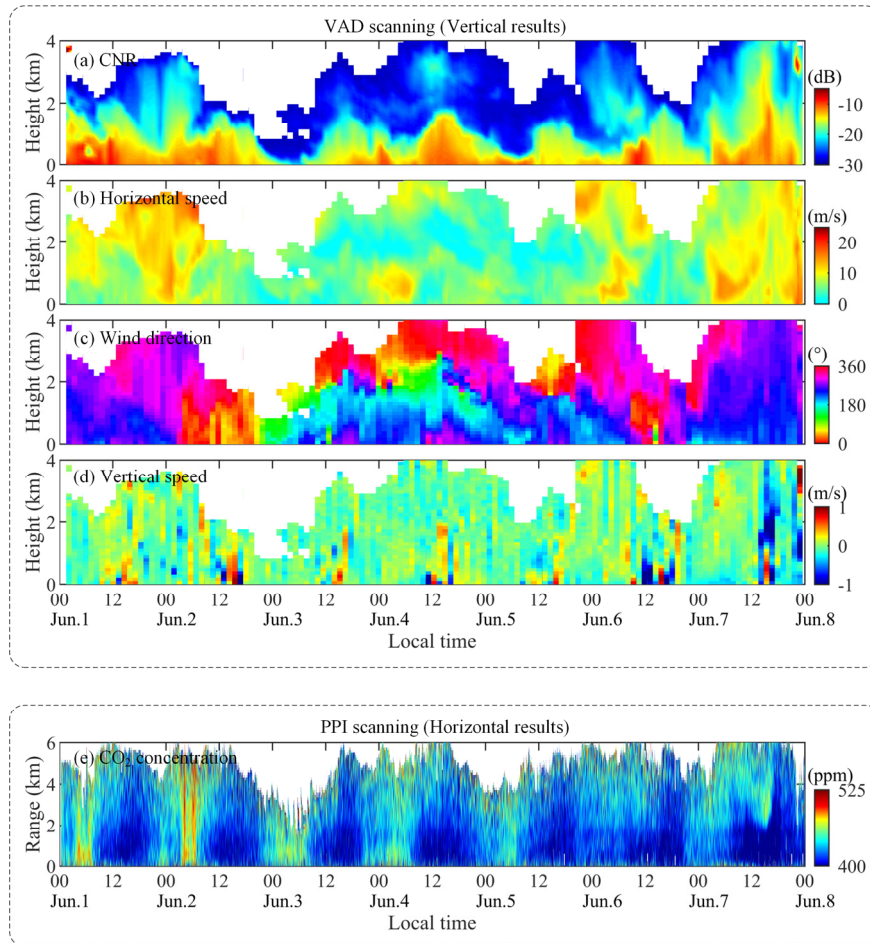 VAD scanning (Vertical results)
(a) CNR
Height (km)
4
2
0
(dB)
-10
-20
-30
(b) Horizontal speed
Height (km)
4
2
0
(m/s)
20
10
0
(c) Wind direction
Height (km)
4
2
0
(°)
360
180
0
(d) Vertical speed
Height (km)
4
2
0
(m/s)
1
0
-1
00 12 00 12 00 12 00 12 00 12 00 12 00 12 00
Jun.1 Jun.2 Jun.3 Jun.4 Jun.5 Jun.6 Jun.7 Jun.8
Local time
PPI scanning (Horizontal results)
(e) CO₂ concentration
Range (km)
6
4
2
0
(ppm)
525
400
00 12 00 12 00 12 00 12 00 12 00 12 00 12 00
Jun.1 Jun.2 Jun.3 Jun.4 Jun.5 Jun.6 Jun.7 Jun.8
Local time